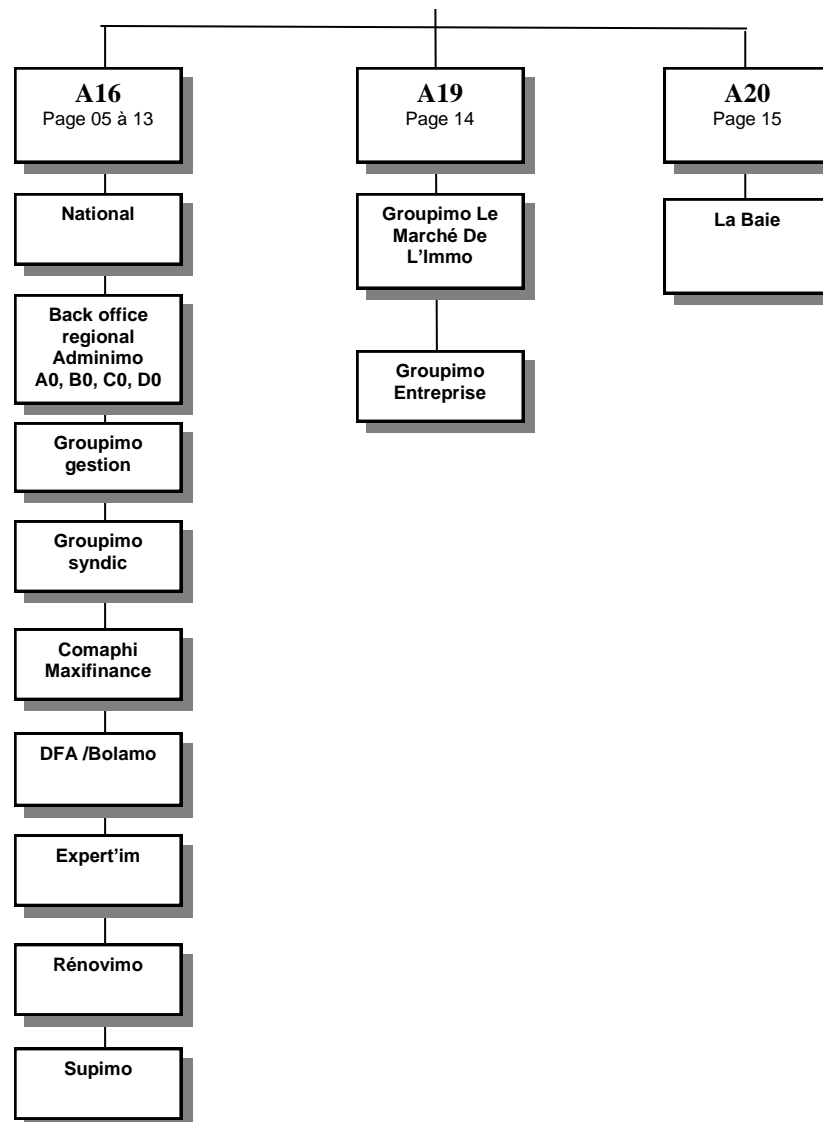 A16
Page 05 à 13
National
Back office
regional
Adminimo
A0, B0, C0, D0
Groupimo
gestion
Groupimo
syndic
Comaphi
Maxifinance
DFA /Bolamo
Expert'im
Rénovimo
Supimo
A19
Page 14
Groupimo Le
Marché De
L'Immo
Groupimo
Entreprise
A20
Page 15
La Baie